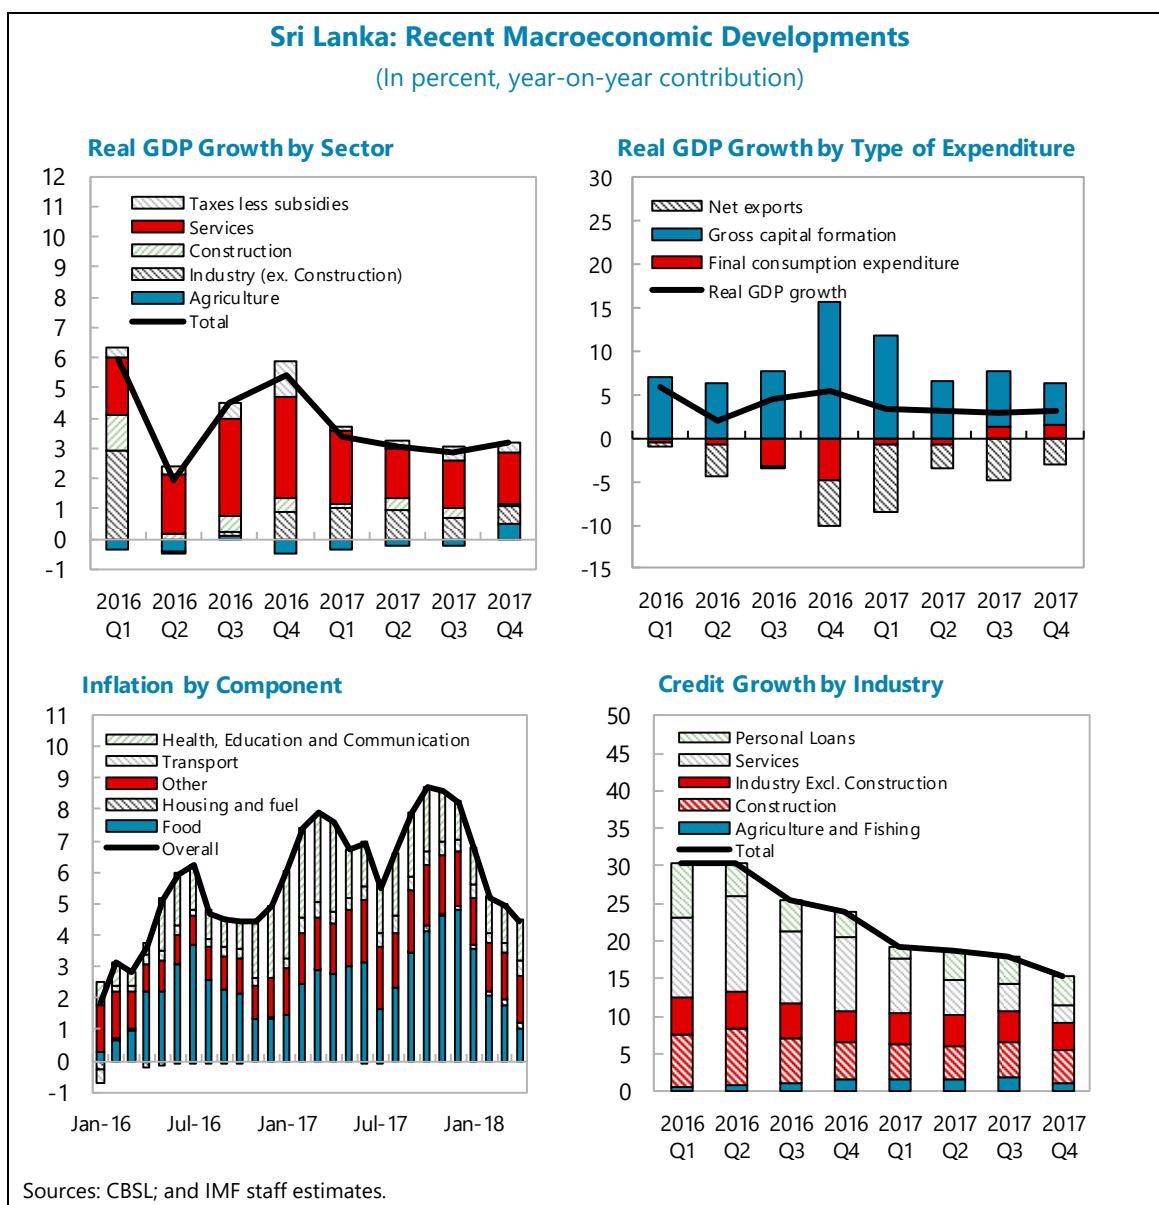 Sri Lanka: Recent Macroeconomic Developments
(In percent, year-on-year contribution)
Real GDP Growth by Sector
12
11
10
9
8
7
6
5
4
3
2
1
0
-1
Taxes less subsidies
Services
Construction
Industry (ex. Construction)
Agriculture
Total
2016 2016 2016 2016 2017 2017 2017 2017
Q1 Q2 Q3 Q4 Q1 Q2 Q3 Q4
Real GDP Growth by Type of Expenditure
30
25
20
15
10
5
0
-5
-10
-15
Net exports
Gross capital formation
Final consumption expenditure
Real GDP growth
2016 2016 2016 2016 2017 2017 2017 2017
Q1 Q2 Q3 Q4 Q1 Q2 Q3 Q4
Inflation by Component
11
10
9
8
7
6
5
4
3
2
1
0
-1
Health, Education and Communication
Transport
Other
Housing and fuel
Food
Overall
Jan-16 Jul-16 Jan-17 Jul-17 Jan-18
Credit Growth by Industry
50
45
40
35
30
25
20
15
10
5
0
Personal Loans
Services
Industry Excl. Construction
Construction
Agriculture and Fishing
Total
2016 2016 2016 2016 2017 2017 2017 2017
Q1 Q2 Q3 Q4 Q1 Q2 Q3 Q4
Sources: CBSL; and IMF staff estimates.